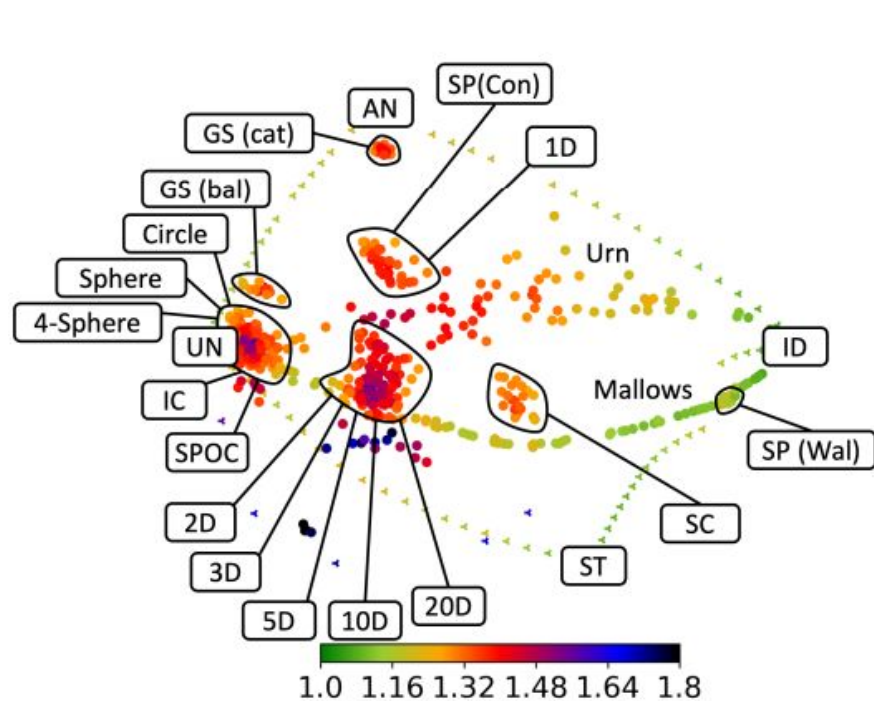 SP(Con)
AN
GS (cat)
1D
GS (bal)
Circle
Urn
Sphere
4-Sphere
UN
ID
IC
Mallows
SPOC
SP (Wal)
2D
SC
3D
ST
5D
10D
20D
1.0 1.16 1.32 1.48 1.64 1.8